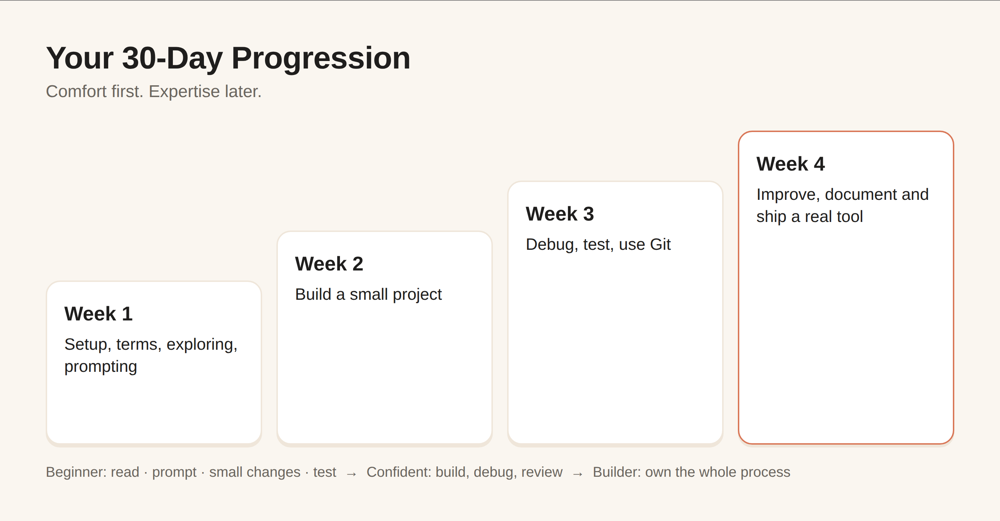 Your 30-Day Progression
Comfort first. Expertise later.
Week 1
Setup, terms, exploring,
prompting
Week 2
Build a small project
Week 3
Debug, test, use Git
Week 4
Improve, document and
ship a real tool
Beginner: read · prompt · small changes · test → Confident: build, debug, review → Builder: own the whole process